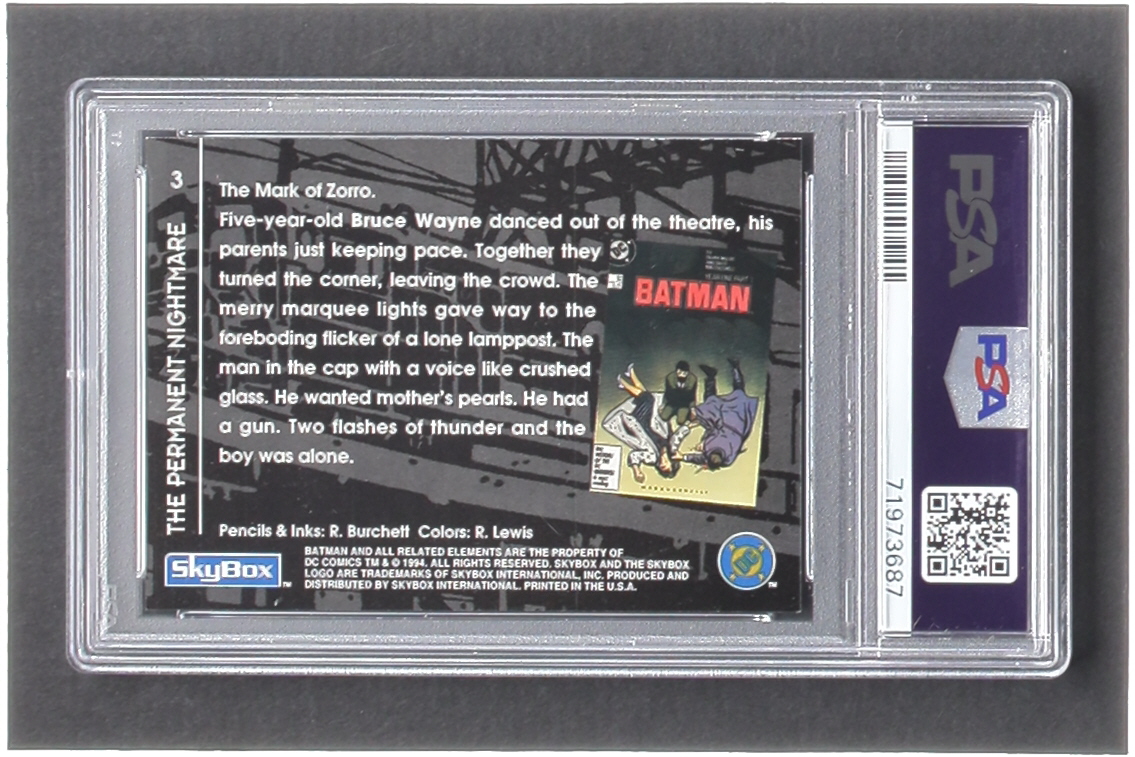 3
THE PERMANENT NIGHTMARE
The Mark of Zorro.
Five-year-old Bruce Wayne danced out of the theatre, his
parents just keeping pace. Together they
turned the corner, leaving the crowd. The
merry marquee lights gave way to the
foreboding flicker of a lone lamppost. The
man in the cap with a voice like crushed
glass. He wanted mother's pearls. He had
a gun. Two flashes of thunder and the
boy was alone.
BATMAN
Pencils & Inks: R. Burchett Colors: R. Lewis
SkyBox™
BATMAN AND ALL RELATED ELEMENTS ARE THE PROPERTY OF
DC COMICS TM & © 1994. ALL RIGHTS RESERVED. SKYBOX AND THE SKYBOX
LOGO ARE TRADEMARKS OF SKYBOX INTERNATIONAL, INC. PRODUCED AND
DISTRIBUTED BY SKYBOX INTERNATIONAL. PRINTED IN THE U.S.A.
DC™
PSA
PSA
71973687